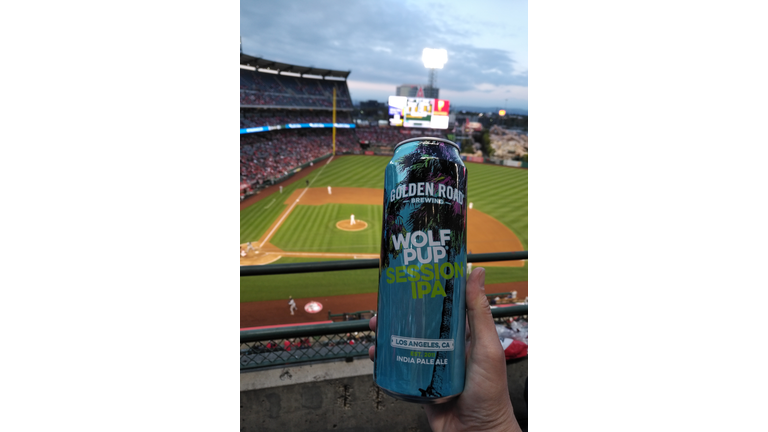 GOLDEN ROAD
BREWING
WOLF
PUP
SESSION
IPA
LOS ANGELES, CA
INDIA PALE ALE